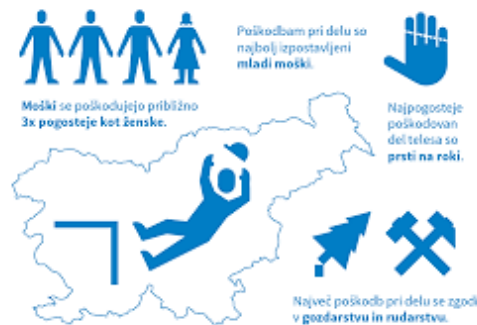 Poškodbam pri delu so
najbolj izpostavljeni
mladi moški.
Moški se poškodujejo približno
3x pogosteje kot ženske.
Najpogosteje
poškodovan
del telesa so
prsti na roki.
Največ poškodb pri delu se zgodi
v gozdarstvu in rudarstvu.